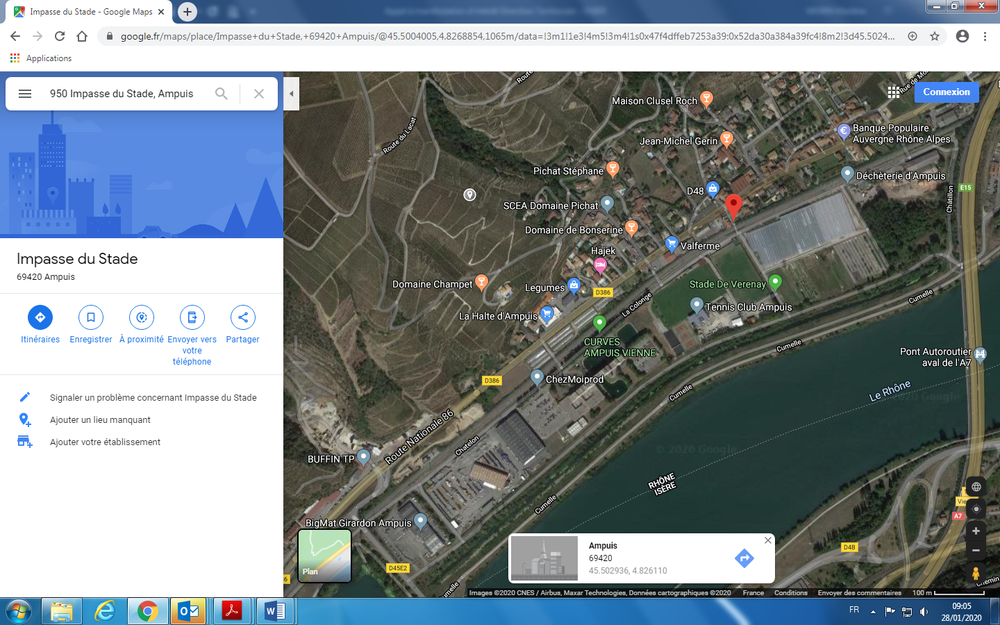 Impasse du Stade - Google Maps
google.fr/maps/place/Impasse+du+Stade,+69420+Ampuis/@45.5004005,4.8268854,1065m/data=!3m1!1e3!4m5!3m4!1s0x47f4dffeb7253a39:0x52da30a384a39fc4!8m2!3d45.5024...
Applications
950 Impasse du Stade, Ampuis
Impasse du Stade
69420 Ampuis
Itinéraires
Enregistrer
À proximité
Envoyer vers
votre
téléphone
Partager
Signaler un problème concernant Impasse du Stade
Ajouter un lieu manquant
Ajouter votre établissement
Connexion
Route
Rue de Mo
Maison Clusel Roch
Route du Lacat
Banque Populaire
Auvergne Rhône Alpes
Jean-Michel Gerin
Pichat Stéphane
Déchèterie d'Ampuis
D48
E15
Châtillon
SCEA Domaine Pichat
Domaine de Bonserine
Valferme
Hajek
Domaine Champet
Legumes
D386
Stade De Verenay
Cumelle
La Colonge
Tennis Club Ampuis
La Halte d'Ampuis
CURVES
AMPUIS VIENNE
Cumelle
Pont Autoroutier
aval de l'A7
D386
ChezMoiprod
Cumelle
Le Rhône
2020 Google
Route Nationale 86
Chatelon
© 2020 Google
BUFFIN TP
RHÔNE
ISÈRE
Cumelle
Vie
A7
BigMat Girardon Ampuis
Plan
D4B
D45E2
86
Cumelle
Chemin
Ampuis
69420
45.502936, 4.826110
Images ©2020 CNES / Airbus, Maxar Technologies, Données cartographiques ©2020
France
Conditions
Envoyer des commentaires
100 m
FR
09:05
28/01/2020